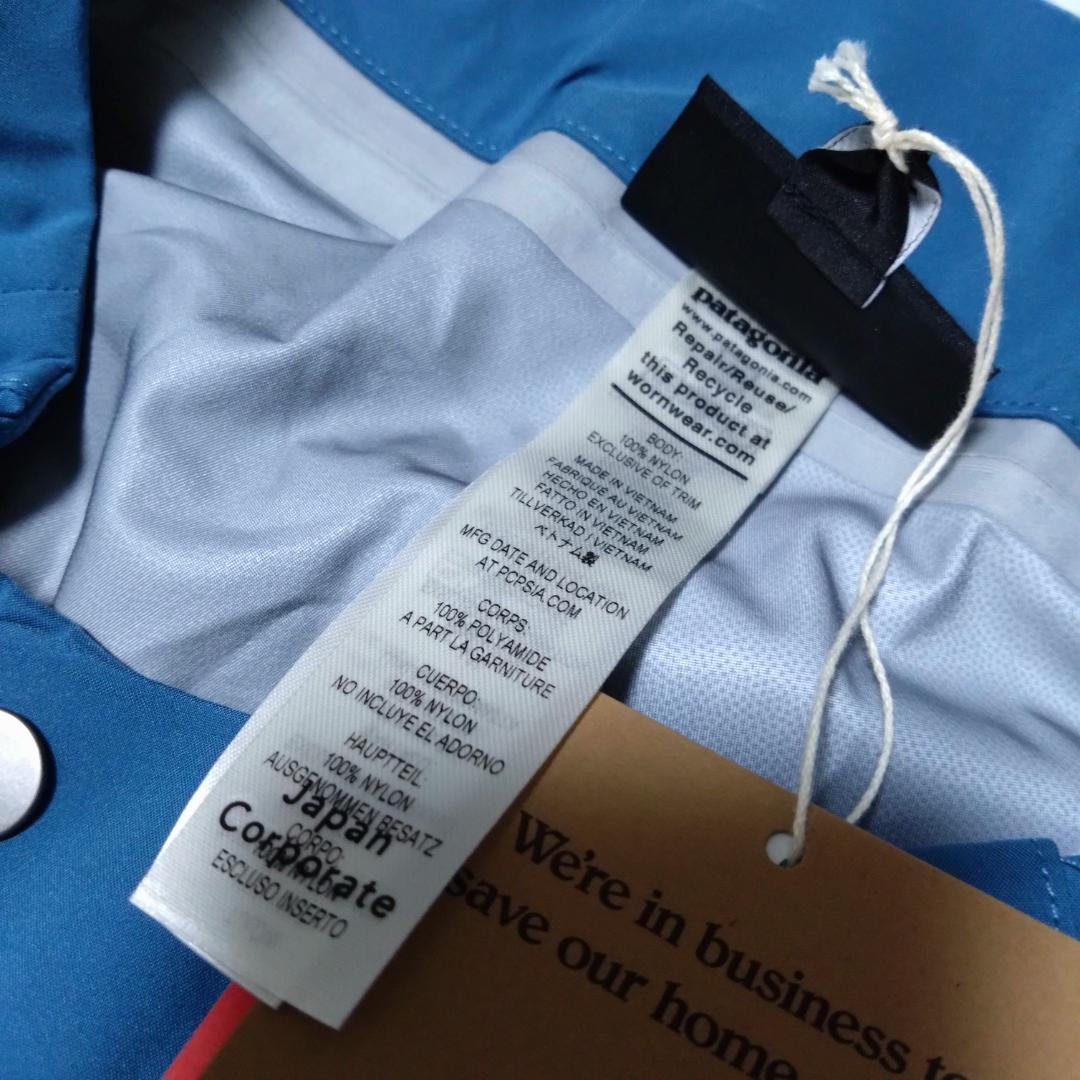 patagonia
www.patagonia.com
Repair/Reuse/
Recycle
this product at
wornwear.com
BODY:
100% NYLON
EXCLUSIVE OF TRIM
MADE IN VIETNAM
FABRIQUE AU VIETNAM
HECHO EN VIETNAM
FATTO IN VIETNAM
TILLVERKAD I VIETNAM
ベトナム製
MFG DATE AND LOCATION
AT PCPSIA.COM
CORPS:
100% POLYAMIDE
A PART LA GARNITURE
CUERPO:
100% NYLON
NO INCLUYE EL ADORNO
HAUPTTEIL
100% NYLON
AUSGENOMMEN BESATZ
Japan
Corporate
CORPO:
ESCLUSO INSERTO
We're in business to
save our home